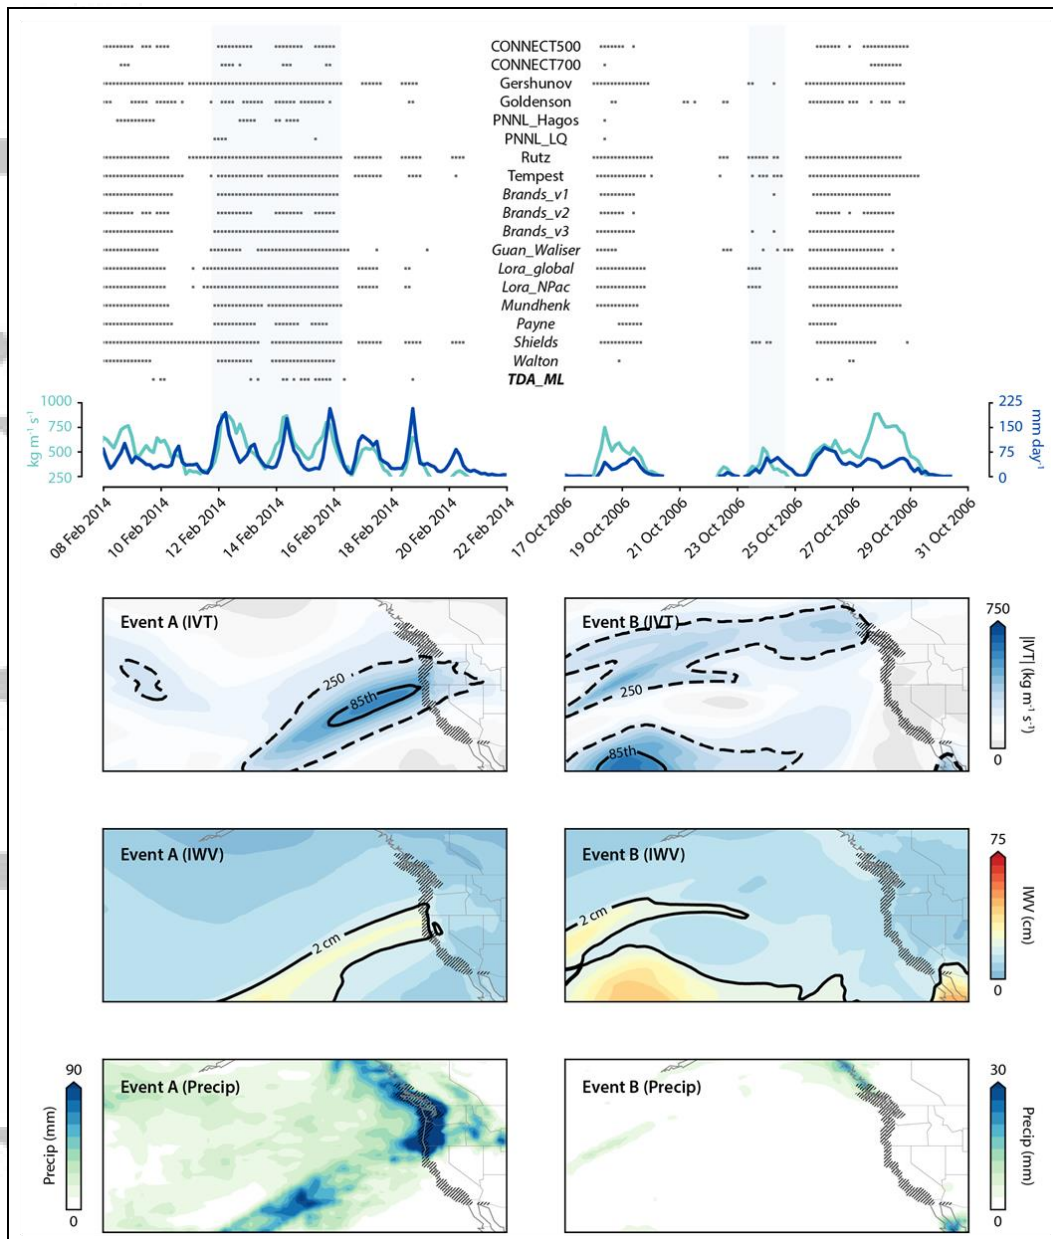 CONNECT500
CONNECT700
Gershunov
Goldenson
PNNL_Hagos
PNNL_LQ
Rutz
Tempest
Brands_v1
Brands_v2
Brands_v3
Guan_Waliser
Lora_global
Lora_NPac
Mundhenk
Payne
Shields
Walton
TDA_ML
1000
750
500
250
kg m⁻¹ s⁻¹
225
150
75
0
mm day⁻¹
08 Feb 2014
10 Feb 2014
12 Feb 2014
14 Feb 2014
16 Feb 2014
18 Feb 2014
20 Feb 2014
22 Feb 2014
17 Oct 2006
19 Oct 2006
21 Oct 2006
23 Oct 2006
25 Oct 2006
27 Oct 2006
29 Oct 2006
31 Oct 2006
Event A (IVT)
250
85th
Event B (IVT)
250
85th
750
|IVT| (kg m⁻¹ s⁻¹)
0
Event A (IWV)
2 cm
Event B (IWV)
2 cm
75
IWV (cm)
0
90
Precip (mm)
0
Event A (Precip)
Event B (Precip)
30
Precip (mm)
0